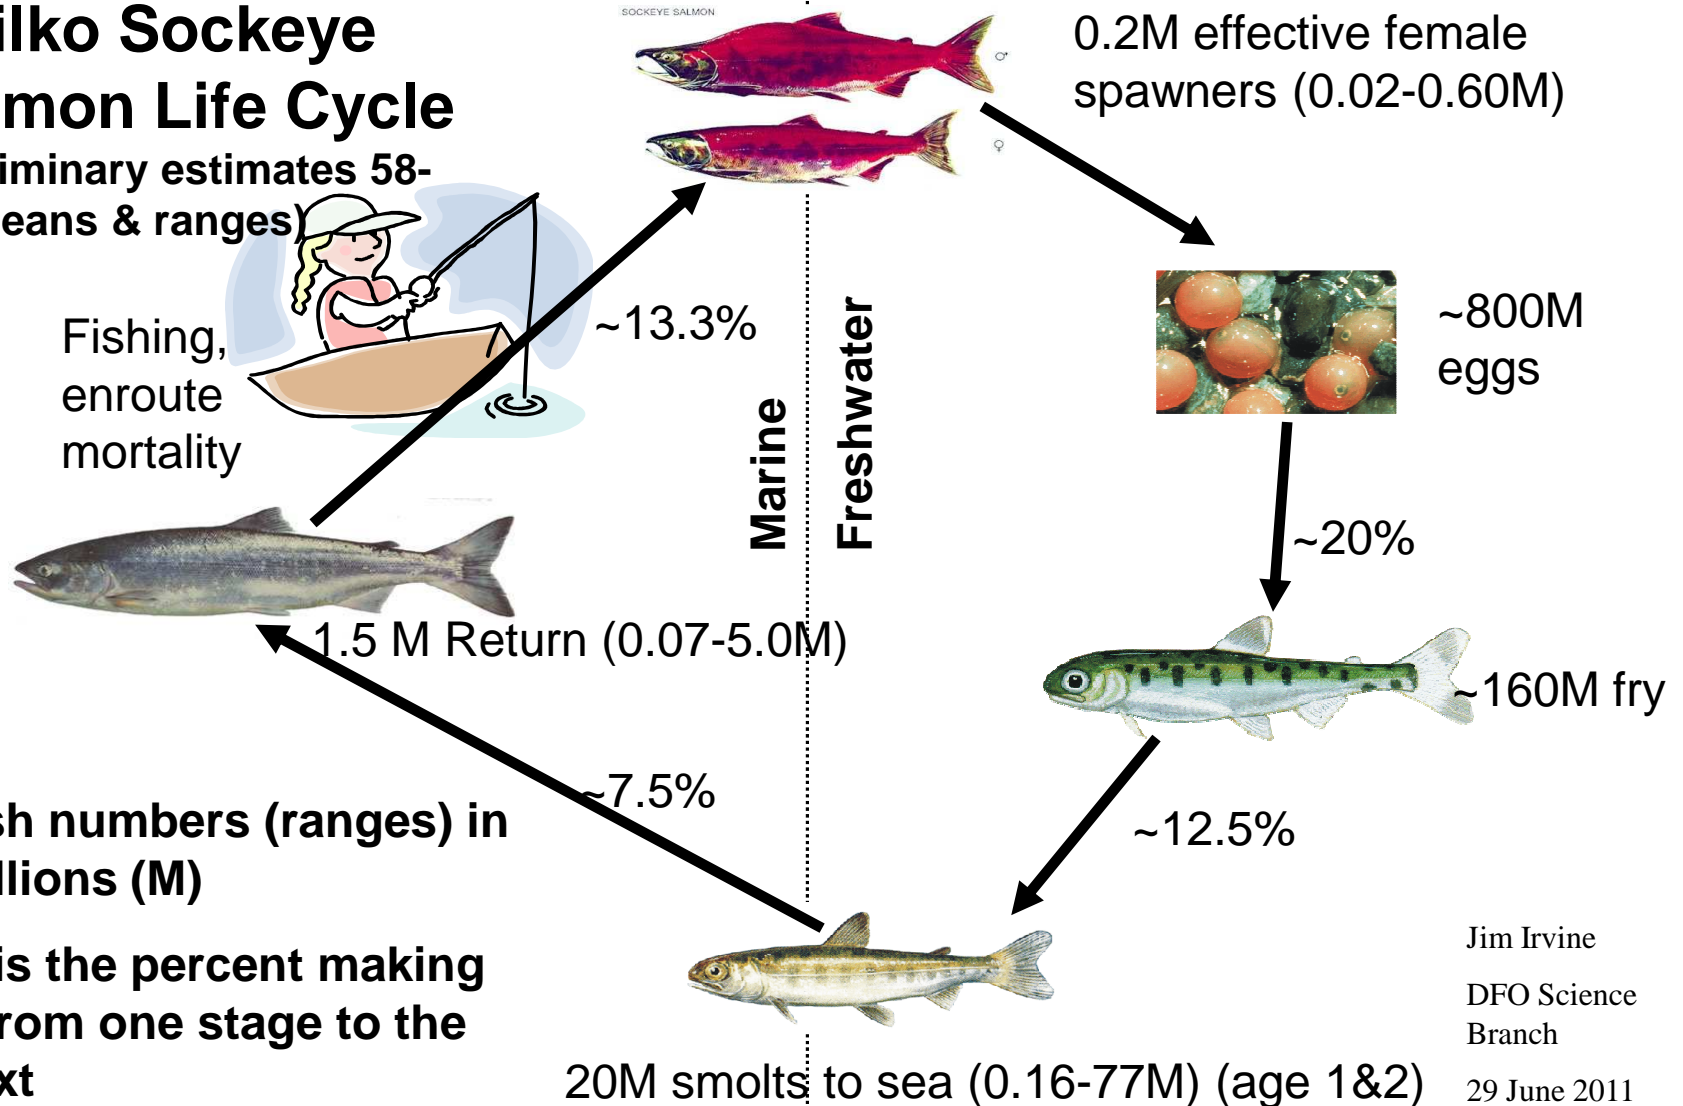 ilko Sockeye
mon Life Cycle
iminary estimates 58-
eans & ranges)
SOCKEYE SALMON
♂
♀
0.2M effective female
spawners (0.02-0.60M)
Fishing,
enroute
mortality
~13.3%
Marine
Freshwater
~800M
eggs
~20%
1.5 M Return (0.07-5.0M)
~160M fry
~7.5%
~12.5%
sh numbers (ranges) in
llions (M)
is the percent making
from one stage to the
xt
20M smolts to sea (0.16-77M) (age 1&2)
Jim Irvine
DFO Science
Branch
29 June 2011